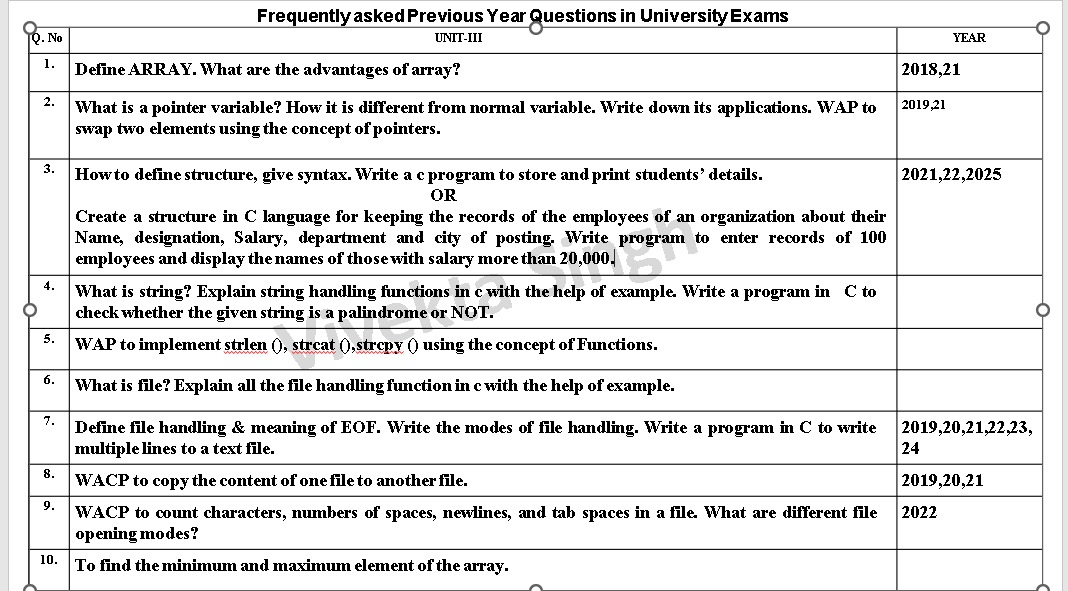 Frequently asked Previous Year Questions in University Exams
Q. No UNIT-III YEAR
1. Define ARRAY. What are the advantages of array? 2018,21
2. What is a pointer variable? How it is different from normal variable. Write down its applications. WAP to 2019,21
swap two elements using the concept of pointers.
3. How to define structure, give syntax. Write a c program to store and print students’ details. 2021,22,2025
OR
Create a structure in C language for keeping the records of the employees of an organization about their
Name, designation, Salary, department and city of posting. Write program to enter records of 100
employees and display the names of those with salary more than 20,000.
4. What is string? Explain string handling functions in c with the help of example. Write a program in C to
check whether the given string is a palindrome or NOT.
5. WAP to implement strlen (), strcat (),strcpy () using the concept of Functions.
6. What is file? Explain all the file handling function in c with the help of example.
7. Define file handling & meaning of EOF. Write the modes of file handling. Write a program in C to write 2019,20,21,22,23,
multiple lines to a text file. 24
8. WACP to copy the content of one file to another file. 2019,20,21
9. WACP to count characters, numbers of spaces, newlines, and tab spaces in a file. What are different file 2022
opening modes?
10. To find the minimum and maximum element of the array.
Vivekta Singh